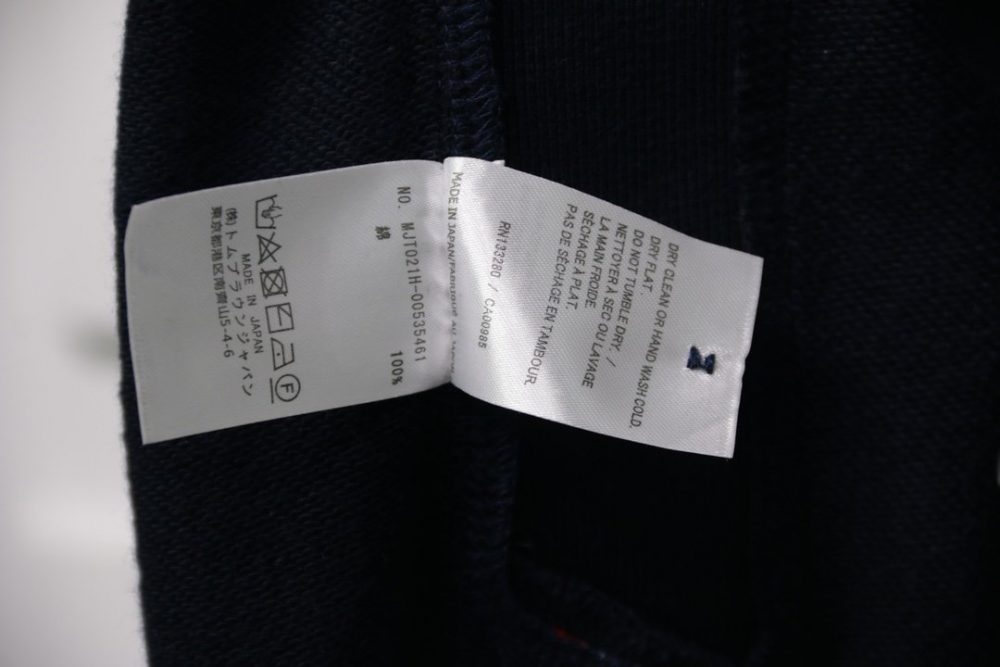 NO. MJT021H-00535461
綿 100%
MADE IN JAPAN
(株)トムブラウンジャパン
東京都港区南青山5-4-6
MADE IN JAPAN/FABRIQUE AU
RN133280 / CA00985
DRY CLEAN OR HAND WASH COLD.
DRY FLAT.
DO NOT TUMBLE DRY. /
NETTOYER À SEC OU LAVAGE
LA MAIN FROIDE.
SÉCHAGE À PLAT.
PAS DE SÉCHAGE EN TAMBOUR.